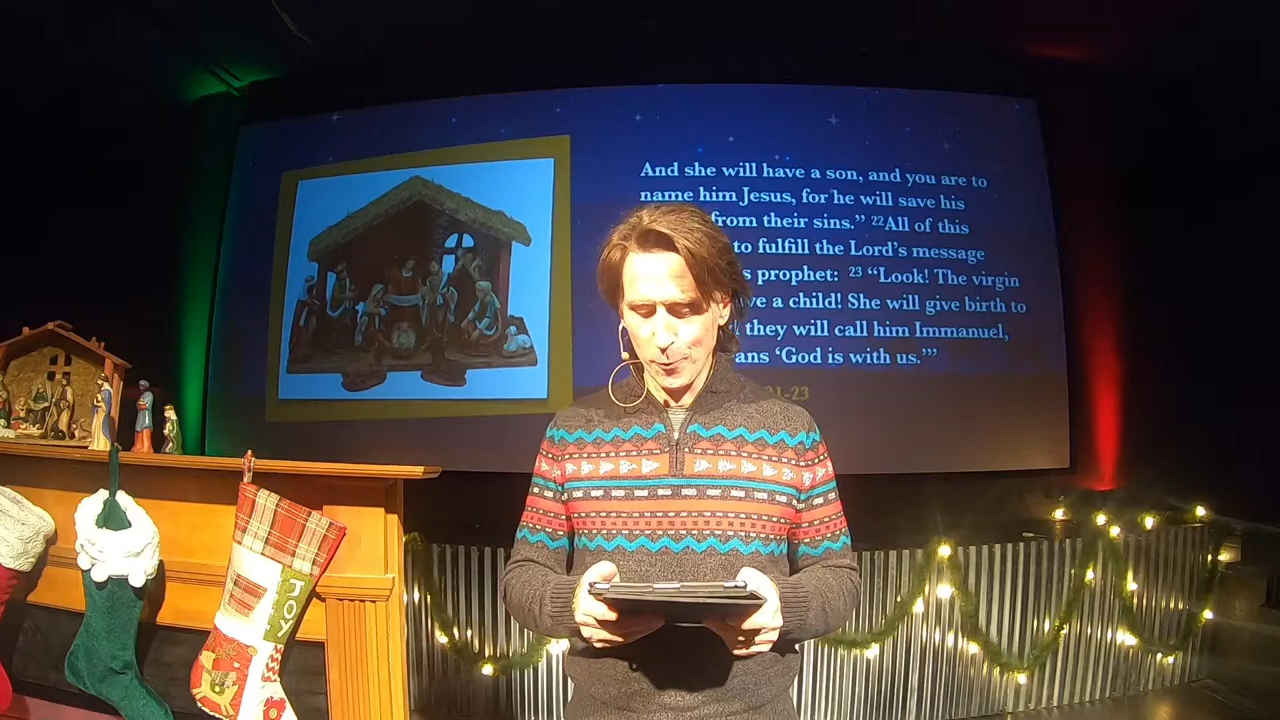 And she will have a son, and you are to
name him Jesus, for he will save his
from their sins.” ²²All of this
to fulfill the Lord’s message
prophet: ²³ “Look! The virgin
a child! She will give birth to
they will call him Immanuel,
‘God is with us.’”
21-23
JOY